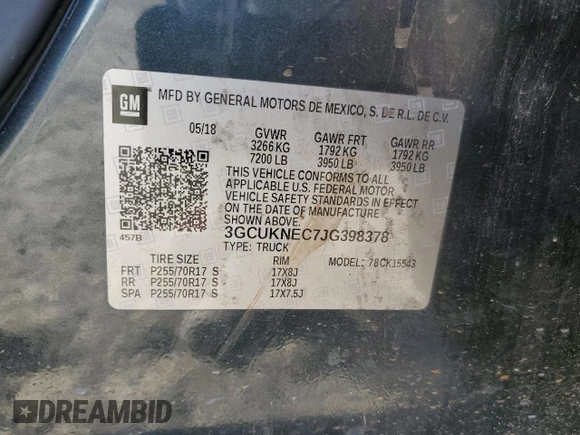 GM
MFD BY GENERAL MOTORS DE MEXICO, S. DE R.L. DE C.V.
05/18 GVWR GAWR FRT GAWR RR
3266 KG 1792 KG 1792 KG
7200 LB 3950 LB 3950 LB
THIS VEHICLE CONFORMS TO ALL
APPLICABLE U.S. FEDERAL MOTOR
VEHICLE SAFETY STANDARDS IN EFFECT
ON THE DATE OF MANUFACTURE
SHOWN ABOVE.
457B 3GCUKNEC7JG398378
TYPE: TRUCK MODEL: 78CK15543
TIRE SIZE RIM
FRT P255/70R17 S 17X8J
RR P255/70R17 S 17X8J
SPA P255/70R17 S 17X7.5J
DREAMBID